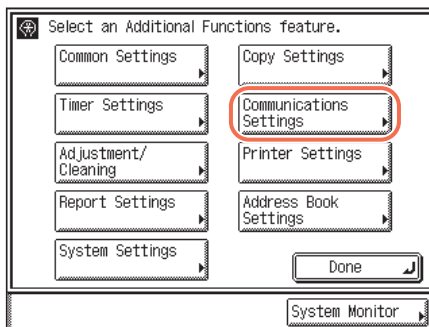 Select an Additional Functions feature.
Common Settings
Copy Settings
Timer Settings
Communications
Settings
Adjustment/
Cleaning
Printer Settings
Report Settings
Address Book
Settings
System Settings
Done
System Monitor